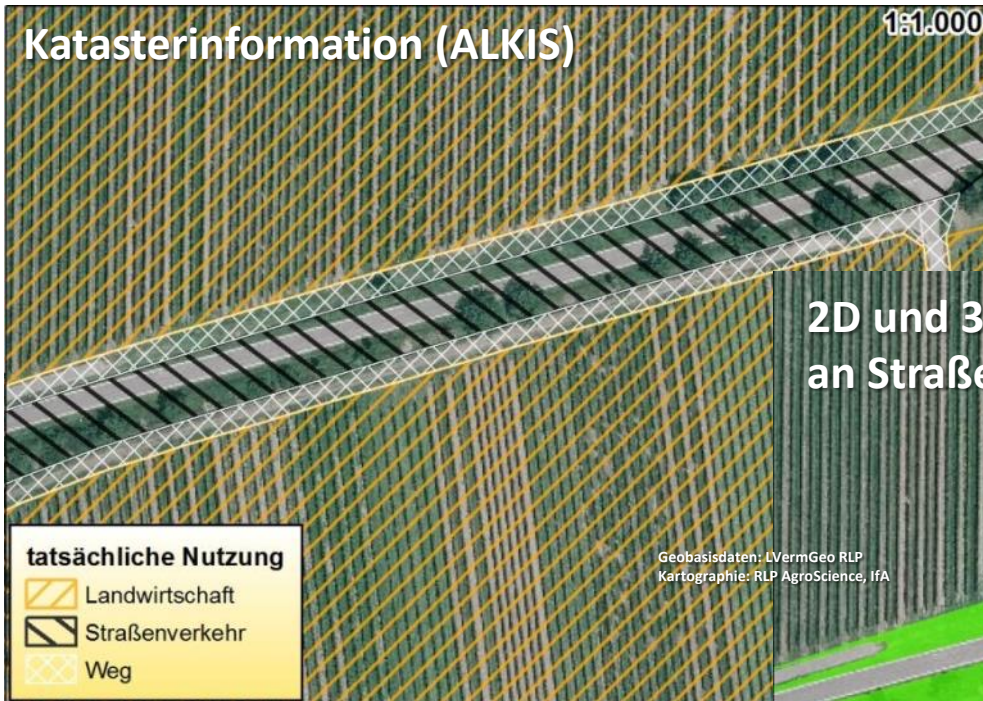 Katasterinformation (ALKIS)
1:1.000
2D und 3
an Straße
Geobasisdaten: LVermGeo RLP
Kartographie: RLP AgroScience, IfA
tatsächliche Nutzung
Landwirtschaft
Straßenverkehr
Weg